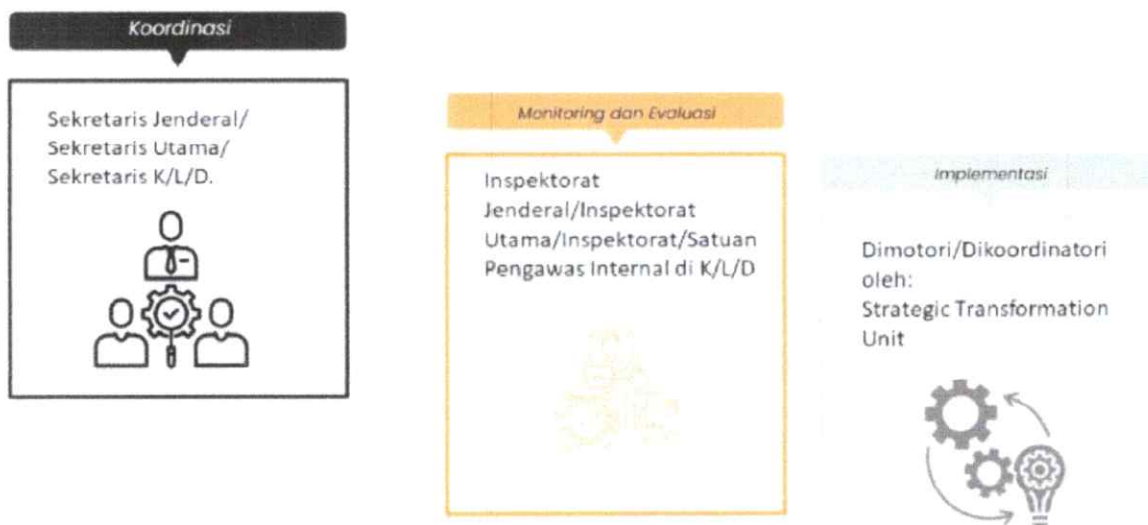 Koordinasi
Sekretaris Jenderal/
Sekretaris Utama/
Sekretaris K/L/D.
Monitoring dan Evaluasi
Inspektorat
Jenderal/Inspektorat
Utama/Inspektorat/Satuan
Pengawas Internal di K/L/D
Implementasi
Dimotori/Dikoordinatori
oleh:
Strategic Transformation
Unit